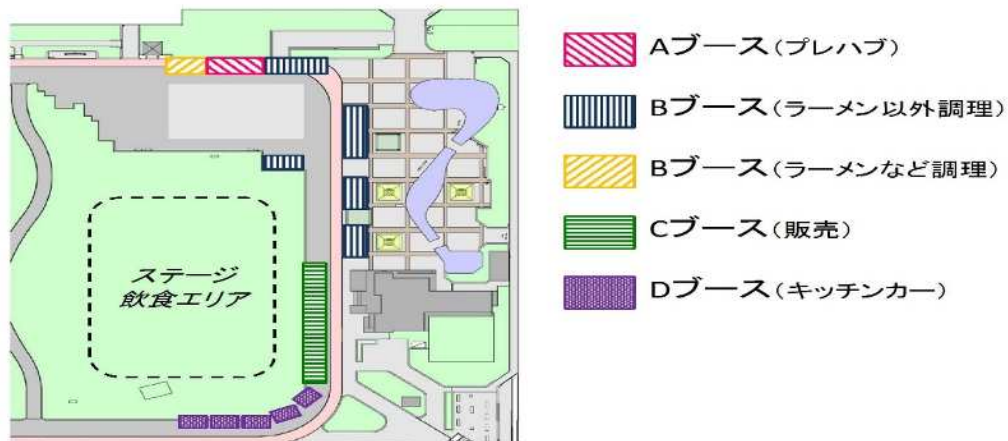 Aブース(プレハブ)
Bブース(ラーメン以外調理)
Bブース(ラーメンなど調理)
Cブース(販売)
Dブース(キッチンカー)
ステージ
飲食エリア